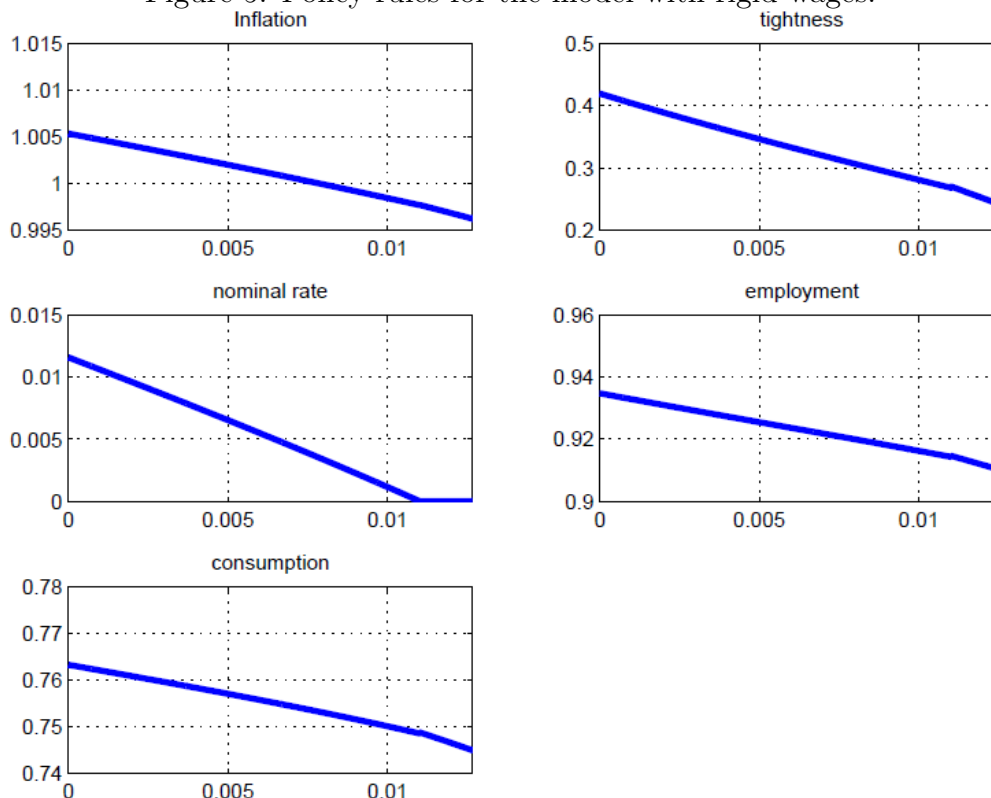 Figure 5: Policy rules for the model with rigid wages.
Inflation
1.015
1.01
1.005
1
0.995
0 0.005 0.01
tightness
0.5
0.4
0.3
0.2
0 0.005 0.01
nominal rate
0.015
0.01
0.005
0
0 0.005 0.01
employment
0.96
0.94
0.92
0.9
0 0.005 0.01
consumption
0.78
0.77
0.76
0.75
0.74
0 0.005 0.01